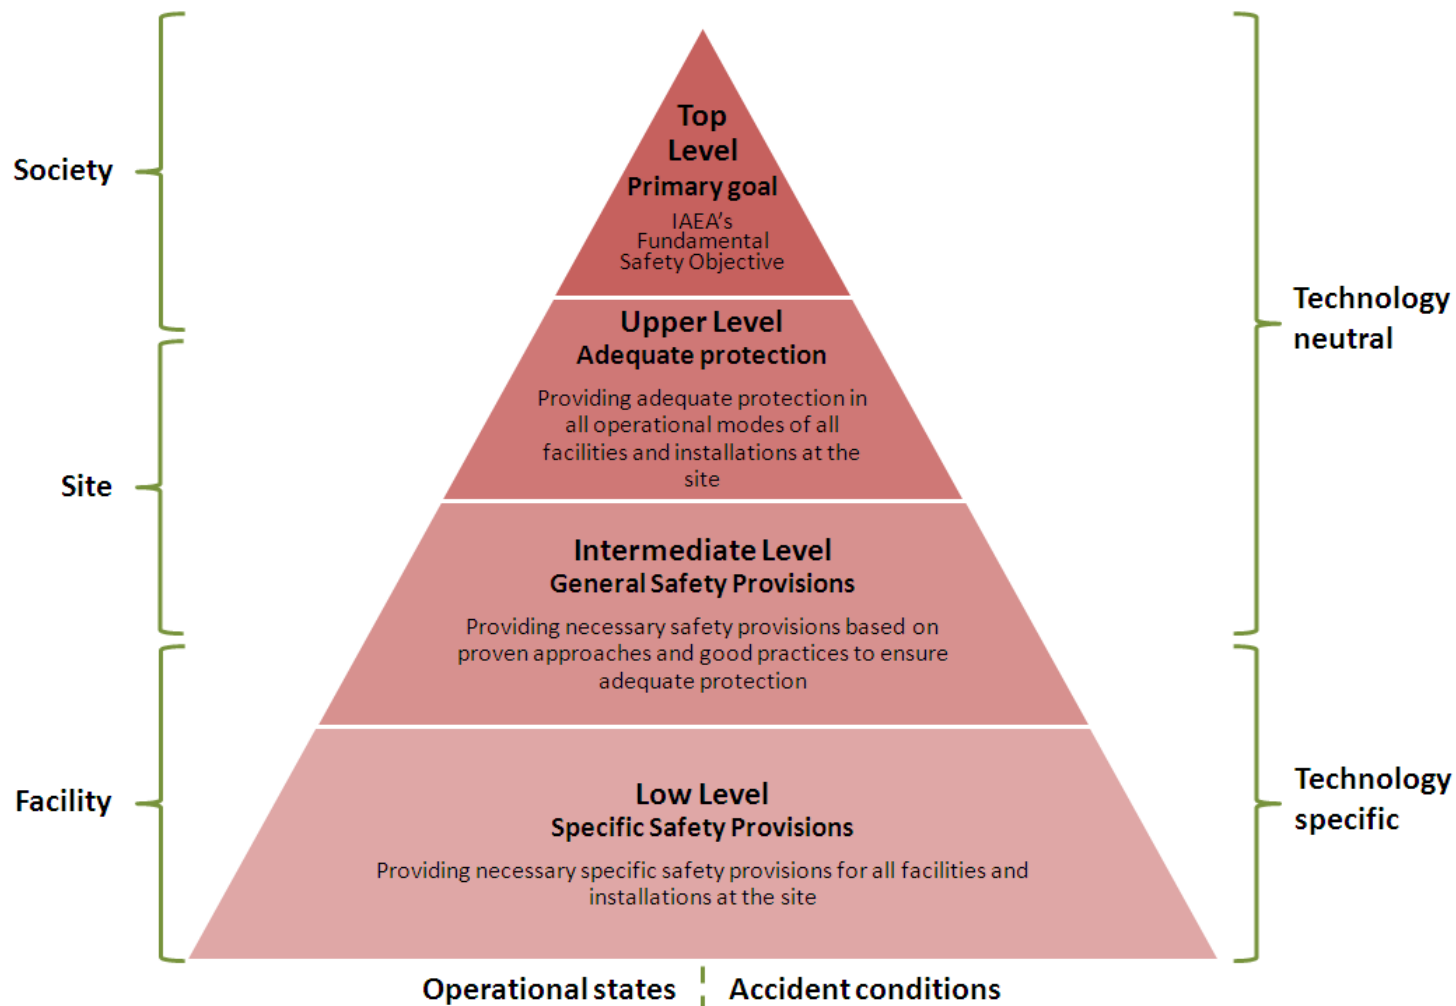 Society
Site
Facility
Top
Level
Primary goal
IAEA's
Fundamental
Safety Objective
Upper Level
Adequate protection
Providing adequate protection in
all operational modes of all
facilities and installations at the
site
Intermediate Level
General Safety Provisions
Providing necessary safety provisions based on
proven approaches and good practices to ensure
adequate protection
Low Level
Specific Safety Provisions
Providing necessary specific safety provisions for all facilities and
installations at the site
Technology
neutral
Technology
specific
Operational states
Accident conditions